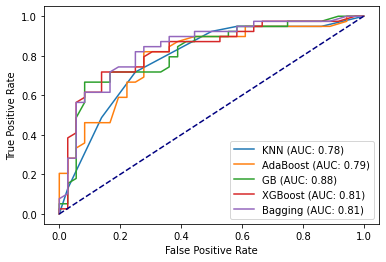 1.0
0.8
0.6
0.4
0.2
0.0
True Positive Rate
KNN (AUC: 0.78)
AdaBoost (AUC: 0.79)
GB (AUC: 0.88)
XGBoost (AUC: 0.81)
Bagging (AUC: 0.81)
0.0 0.2 0.4 0.6 0.8 1.0
False Positive Rate